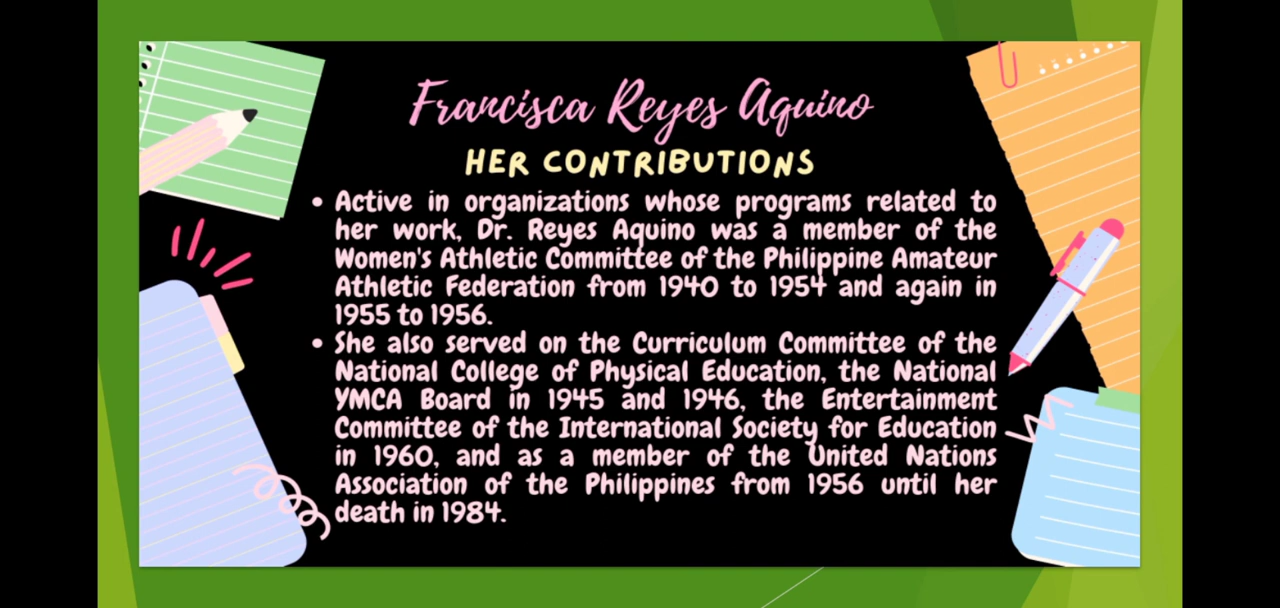 Francisca Reyes Aquino
HER CONTRIBUTIONS
• Active in organizations whose programs related to
her work, Dr. Reyes Aquino was a member of the
Women's Athletic Committee of the Philippine Amateur
Athletic Federation from 1940 to 1954 and again in
1955 to 1956.
• She also served on the Curriculum Committee of the
National College of Physical Education, the National
YMCA Board in 1945 and 1946, the Entertainment
Committee of the International Society for Education
in 1960, and as a member of the United Nations
Association of the Philippines from 1956 until her
death in 1984.